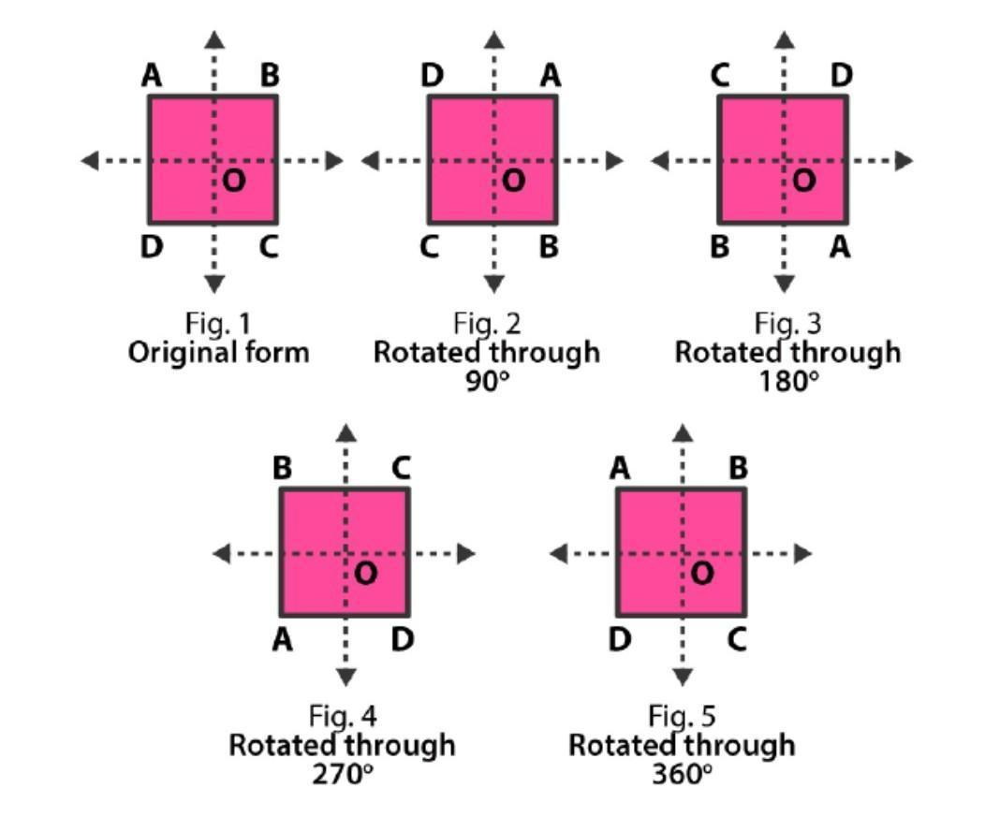 A B
D A
C D
O
O
O
D C
C B
B A
Fig. 1
Original form
Fig. 2
Rotated through
90°
Fig. 3
Rotated through
180°
B C
A B
O
O
A D
D C
Fig. 4
Rotated through
270°
Fig. 5
Rotated through
360°